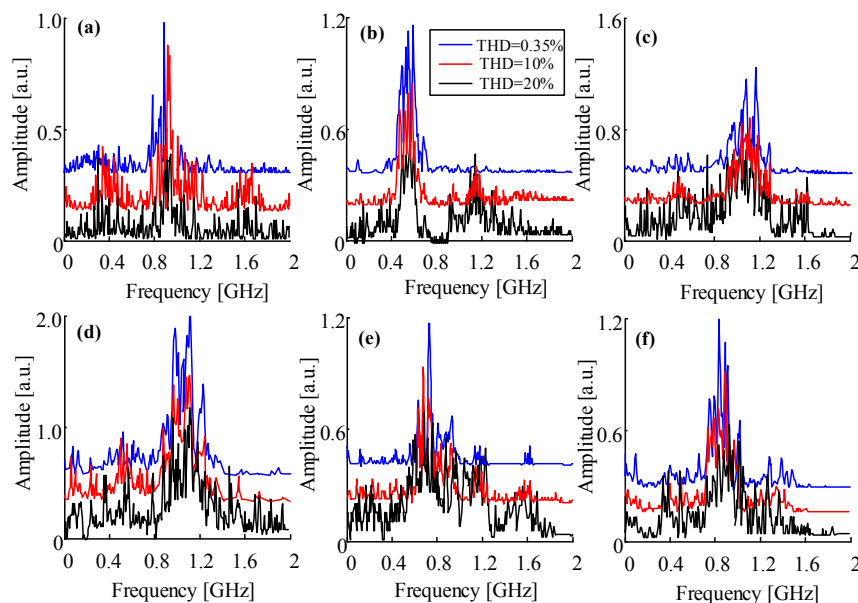 (a)
1.0
0.5
0
Amplitude [a.u.]
0 0.4 0.8 1.2 1.6 2
Frequency [GHz]
(b)
1.2
0.6
0
Amplitude [a.u.]
0 0.4 0.8 1.2 1.6 2
Frequency [GHz]
THD=0.35%
THD=10%
THD=20%
(c)
1.6
0.8
0
Amplitude [a.u.]
0 0.4 0.8 1.2 1.6 2
Frequency [GHz]
(d)
2.0
1.0
0
Amplitude [a.u.]
0 0.4 0.8 1.2 1.6 2
Frequency [GHz]
(e)
1.2
0.6
0
Amplitude [a.u.]
0 0.4 0.8 1.2 1.6 2
Frequency [GHz]
(f)
1.2
0.6
0
Amplitude [a.u.]
0 0.4 0.8 1.2 1.6 2
Frequency [GHz]